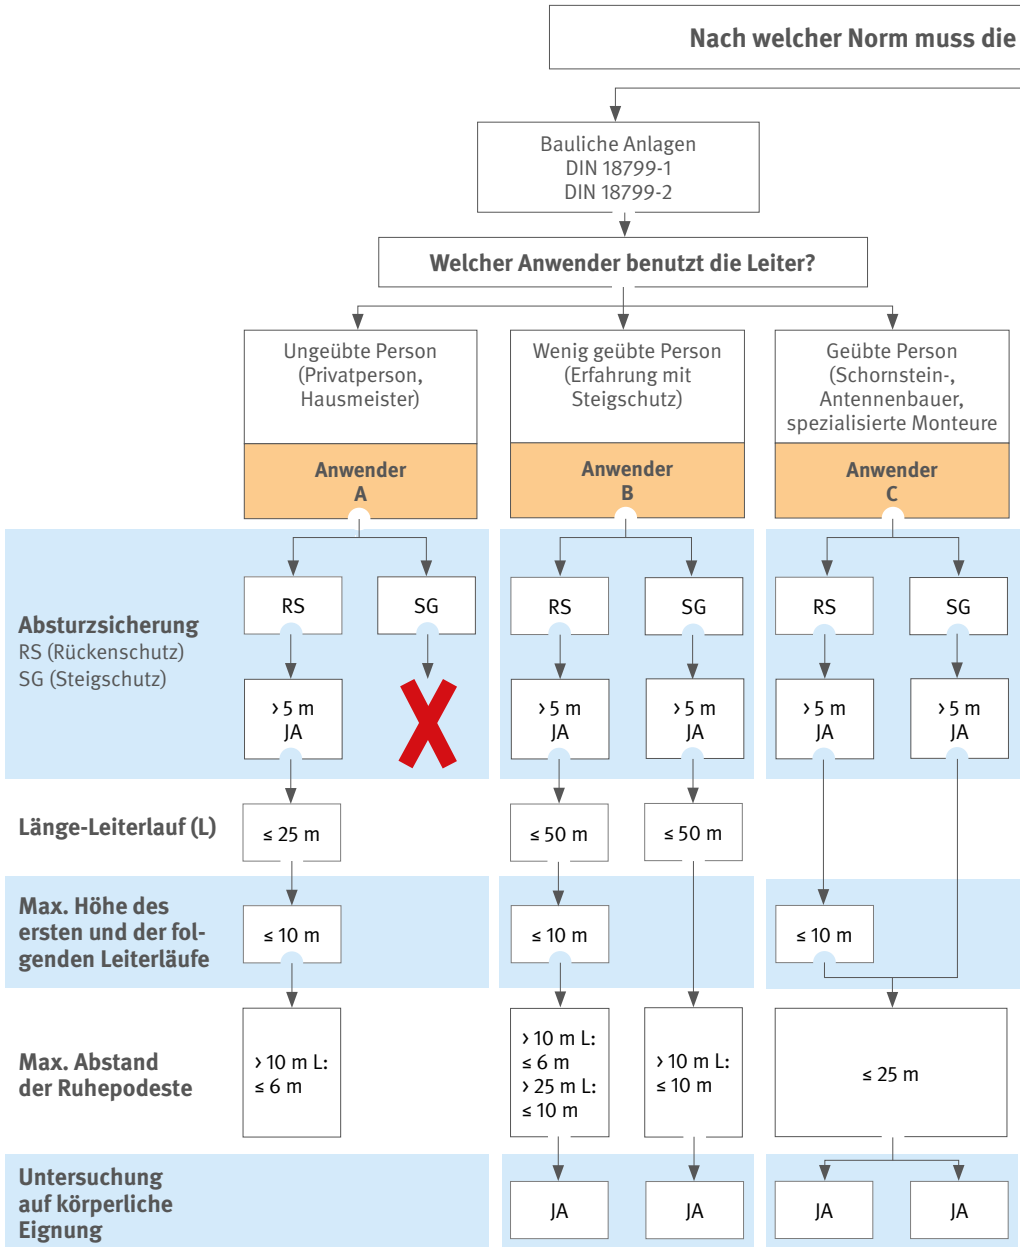 Nach welcher Norm muss die
Bauliche Anlagen
DIN 18799-1
DIN 18799-2
Welcher Anwender benutzt die Leiter?
Ungeübte Person
(Privatperson,
Hausmeister)
Wenig geübte Person
(Erfahrung mit
Steigschutz)
Geübte Person
(Schornstein-,
Antennenbauer,
spezialisierte Monteure
Anwender
A
Anwender
B
Anwender
C
Absturzsicherung
RS (Rückenschutz)
SG (Steigschutz)
RS
SG
RS
SG
RS
SG
> 5 m
JA
> 5 m
JA
> 5 m
JA
> 5 m
JA
> 5 m
JA
Länge-Leiterlauf (L)
≤ 25 m
≤ 50 m
≤ 50 m
Max. Höhe des
ersten und der fol-
genden Leiterläufe
≤ 10 m
≤ 10 m
≤ 10 m
Max. Abstand
der Ruhepodeste
> 10 m L:
≤ 6 m
> 10 m L:
≤ 6 m
> 25 m L:
≤ 10 m
> 10 m L:
≤ 10 m
≤ 25 m
Untersuchung
auf körperliche
Eignung
JA
JA
JA
JA